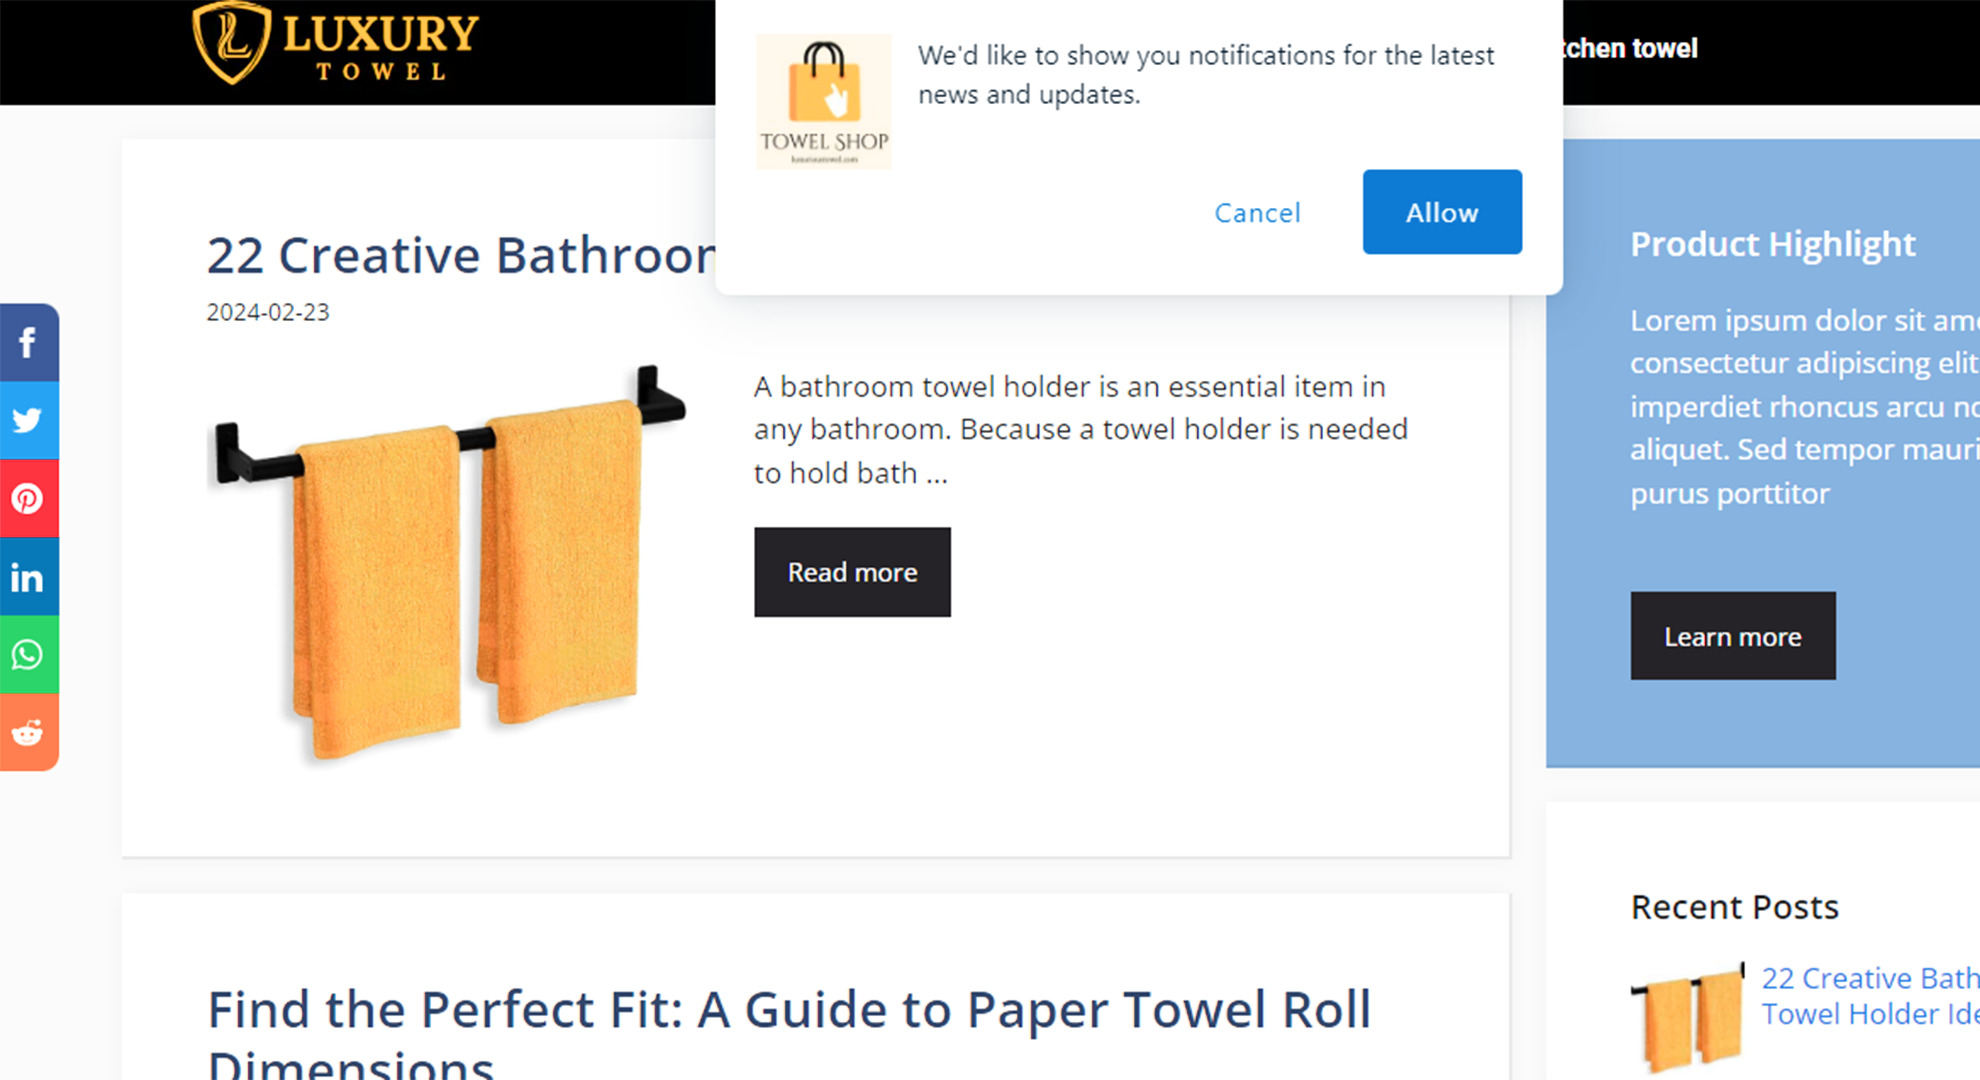 LUXURY
TOWEL
We'd like to show you notifications for the latest
news and updates.
TOWEL SHOP
Cancel
Allow
tchen towel
22 Creative Bathroom
2024-02-23
A bathroom towel holder is an essential item in
any bathroom. Because a towel holder is needed
to hold bath ...
Read more
Product Highlight
Lorem ipsum dolor sit ame
consectetur adipiscing elit
imperdiet rhoncus arcu no
aliquet. Sed tempor mauri
purus porttitor
Learn more
Find the Perfect Fit: A Guide to Paper Towel Roll
Dimensions
Recent Posts
22 Creative Bath
Towel Holder Ide